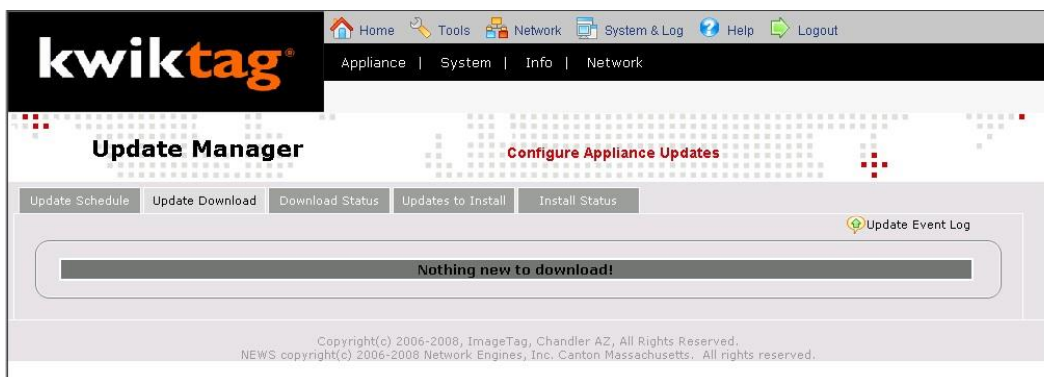 Home Tools Network System & Log Help Logout
kwiktag®
Appliance | System | Info | Network
Update Manager
Configure Appliance Updates
Update Schedule Update Download Download Status Updates to Install Install Status
Update Event Log
Nothing new to download!
Copyright(c) 2006-2008, ImageTag, Chandler AZ, All Rights Reserved.
NEWS copyright(c) 2006-2008 Network Engines, Inc. Canton Massachusetts. All rights reserved.